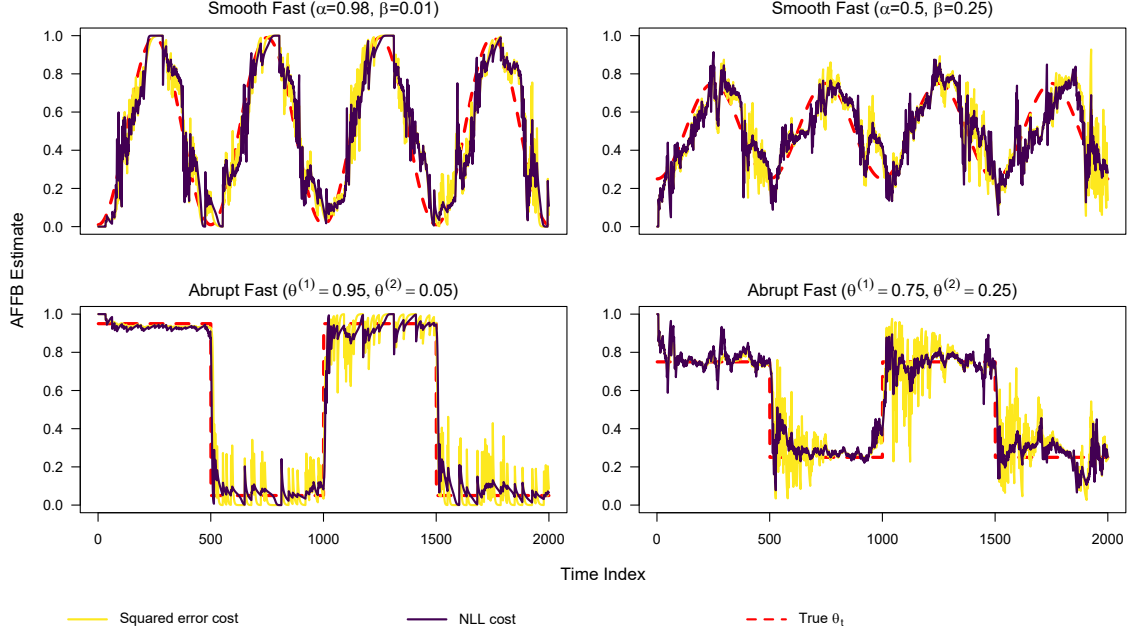 Smooth Fast (α=0.98, β=0.01)
Smooth Fast (α=0.5, β=0.25)
1.0
0.8
0.6
0.4
0.2
0.0
1.0
0.8
0.6
0.4
0.2
0.0
AFFB Estimate
Abrupt Fast (θ⁽¹⁾ = 0.95, θ⁽²⁾ = 0.05)
Abrupt Fast (θ⁽¹⁾ = 0.75, θ⁽²⁾ = 0.25)
1.0
0.8
0.6
0.4
0.2
0.0
1.0
0.8
0.6
0.4
0.2
0.0
0 500 1000 1500 2000
0 500 1000 1500 2000
Time Index
Squared error cost
NLL cost
True θₜ